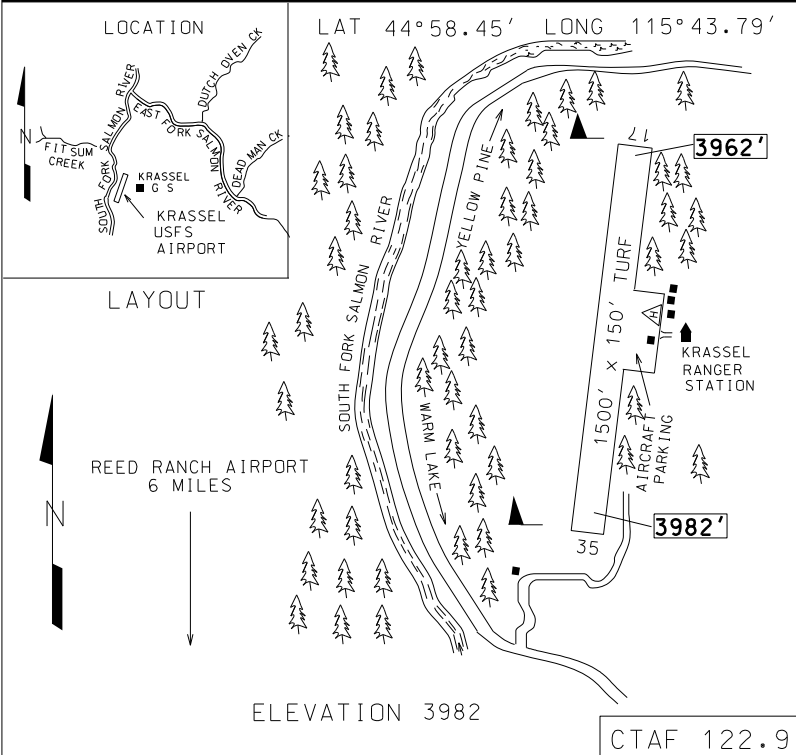 LOCATION
LAT 44°58.45' LONG 115°43.79'
DUTCH OVEN CK
SOUTH FORK SALMON RIVER
EAST FORK SALMON RIVER
N
FITSUM
CREEK
DEAD MAN CK
KRASSEL
G S
KRASSEL
USFS
AIRPORT
LAYOUT
17
3962'
YELLOW PINE
SOUTH FORK SALMON RIVER
1500' x 150' TURF
H
KRASSEL
RANGER
STATION
WARM LAKE
AIRCRAFT
PARKING
REED RANCH AIRPORT
6 MILES
N
3982'
35
ELEVATION 3982
CTAF 122.9